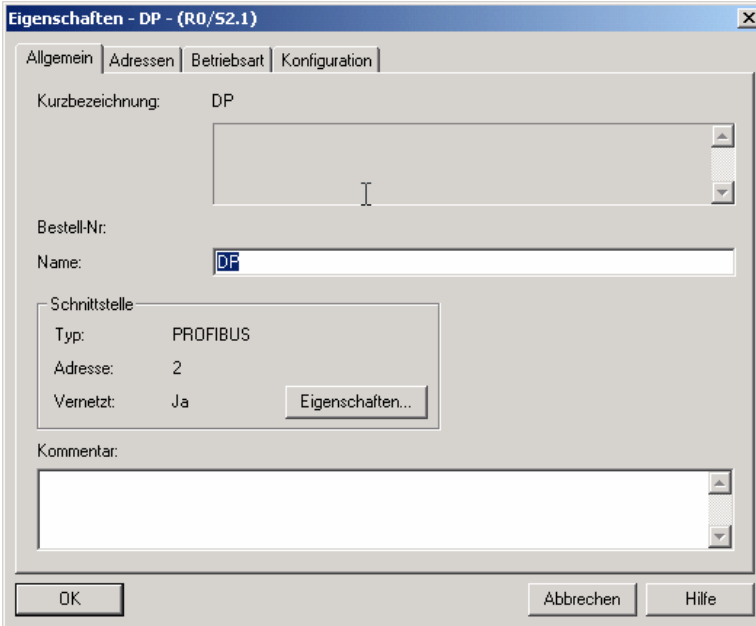 Eigenschaften - DP - (R0/S2.1)
Allgemein Adressen Betriebsart Konfiguration
Kurzbezeichnung: DP
Bestell-Nr:
Name: DP
Schnittstelle
Typ: PROFIBUS
Adresse: 2
Vernetzt: Ja Eigenschaften...
Kommentar:
OK Abbrechen Hilfe